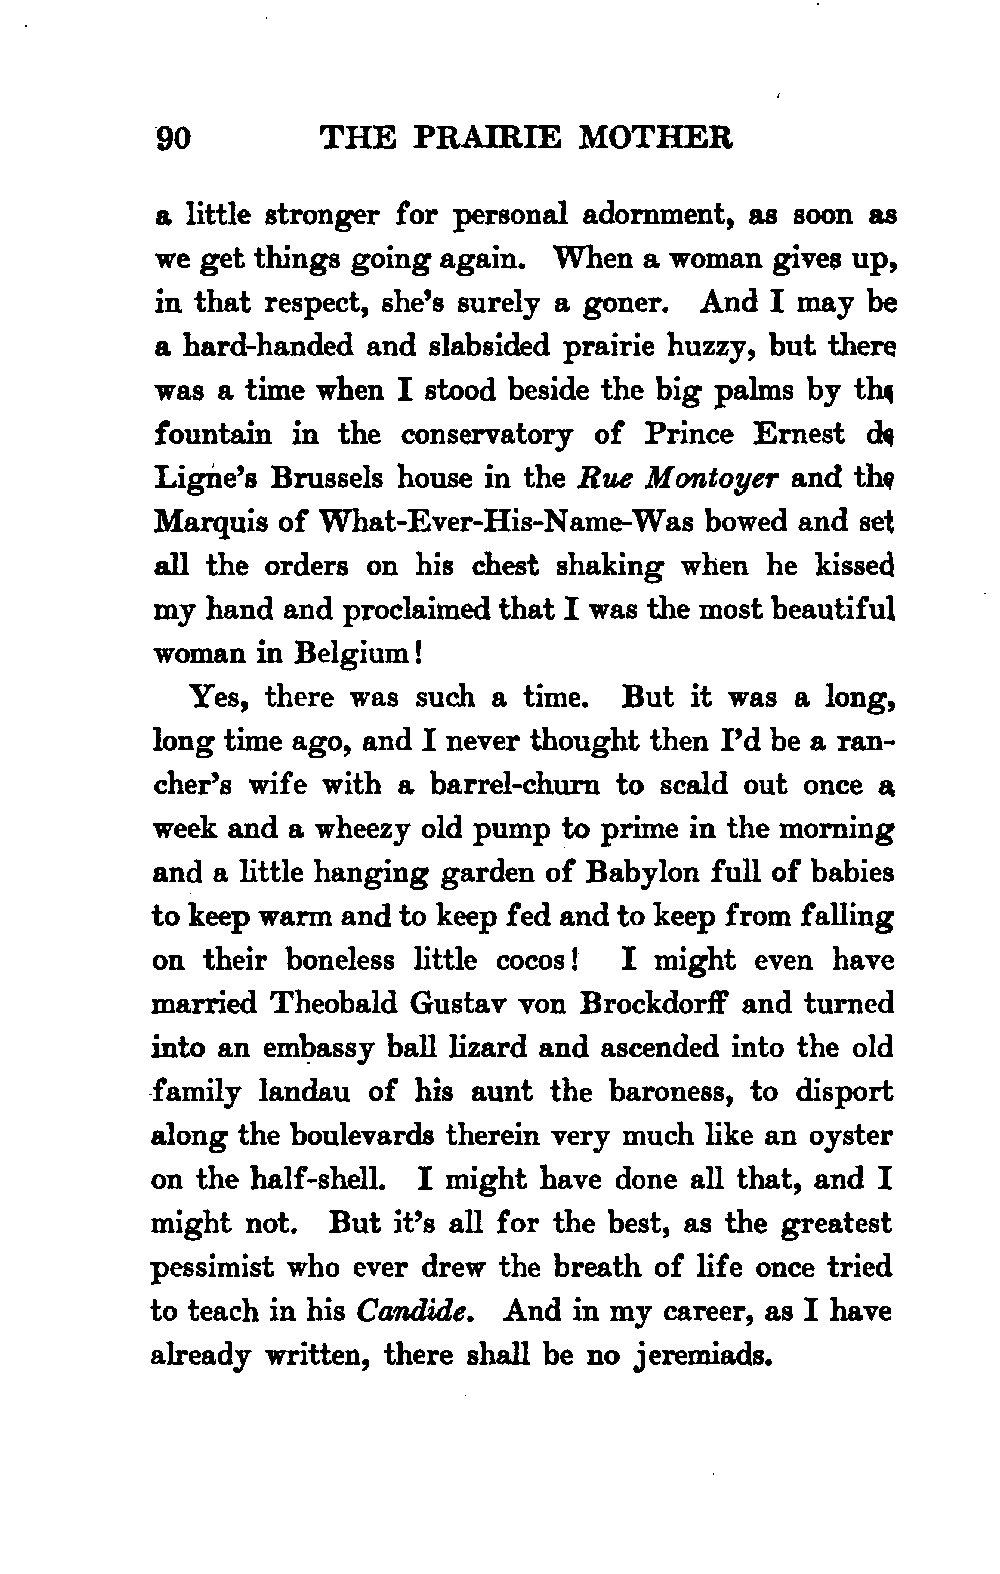 90 THE PRAIRIE MOTHER
a little stronger for personal adornment, as soon as
we get things going again. When a woman gives up,
in that respect, she's surely a goner. And I may be
a hard-handed and slabsided prairie huzzy, but there
was a time when I stood beside the big palms by the
fountain in the conservatory of Prince Ernest de
Ligne's Brussels house in the Rue Montoyer and the
Marquis of What-Ever-His-Name-Was bowed and set
all the orders on his chest shaking when he kissed
my hand and proclaimed that I was the most beautiful
woman in Belgium!
Yes, there was such a time. But it was a long,
long time ago, and I never thought then I'd be a ran-
cher's wife with a barrel-churn to scald out once a
week and a wheezy old pump to prime in the morning
and a little hanging garden of Babylon full of babies
to keep warm and to keep fed and to keep from falling
on their boneless little cocos! I might even have
married Theobald Gustav von Brockdorff and turned
into an embassy ball lizard and ascended into the old
family landau of his aunt the baroness, to disport
along the boulevards therein very much like an oyster
on the half-shell. I might have done all that, and I
might not. But it's all for the best, as the greatest
pessimist who ever drew the breath of life once tried
to teach in his Candide. And in my career, as I have
already written, there shall be no jeremiads.